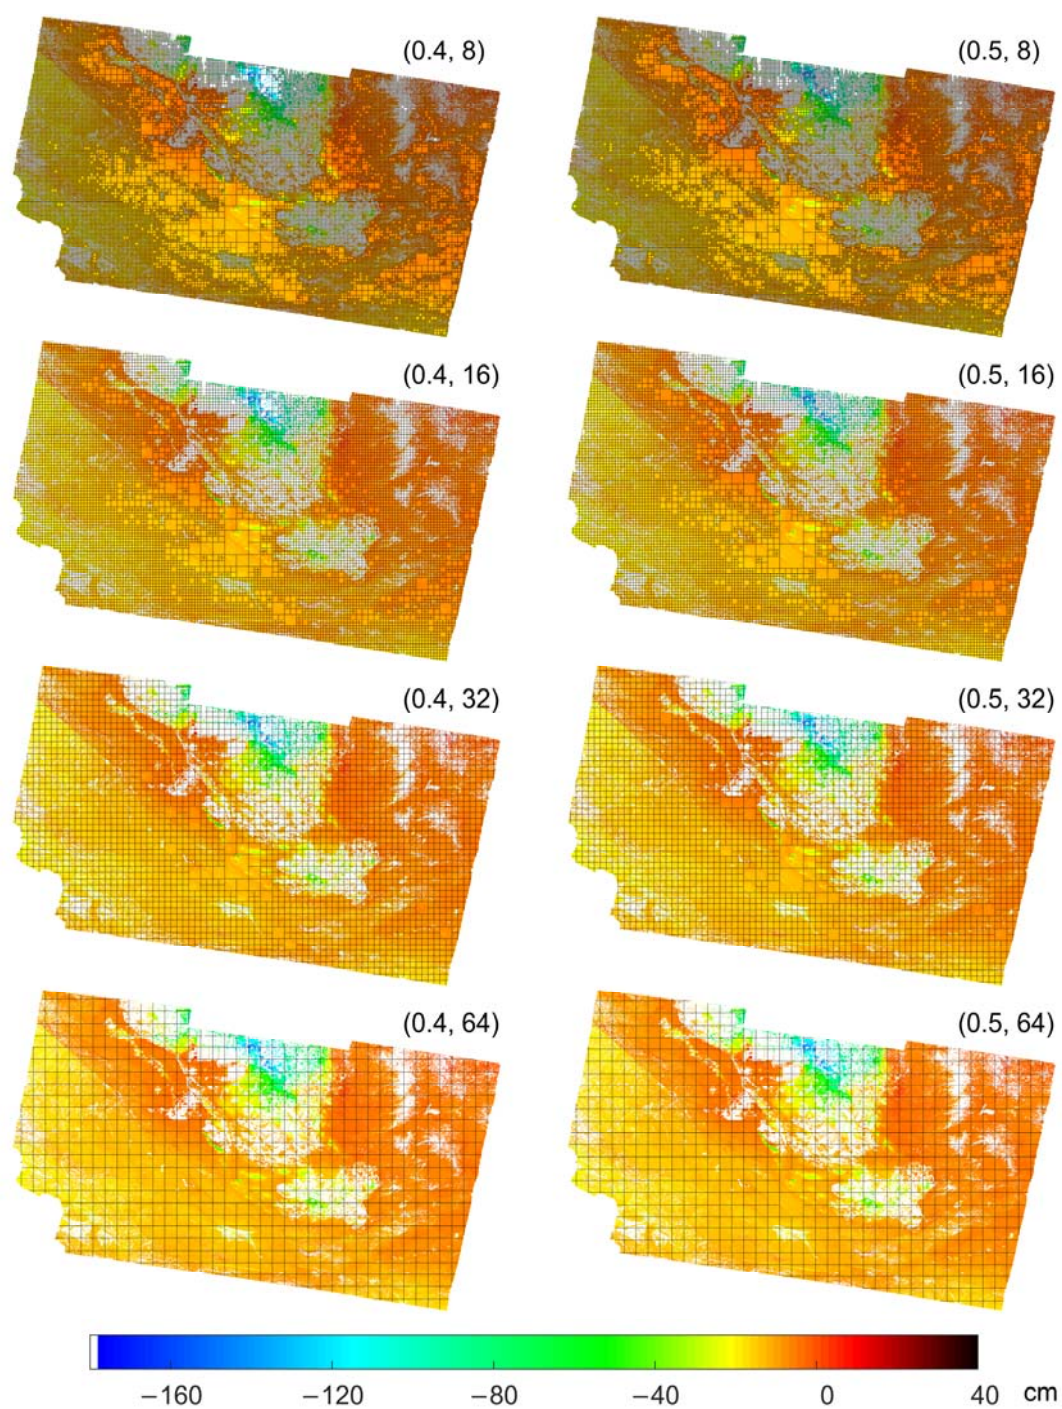 (0.4, 8) (0.5, 8)
(0.4, 16) (0.5, 16)
(0.4, 32) (0.5, 32)
(0.4, 64) (0.5, 64)
−160 −120 −80 −40 0 40 cm